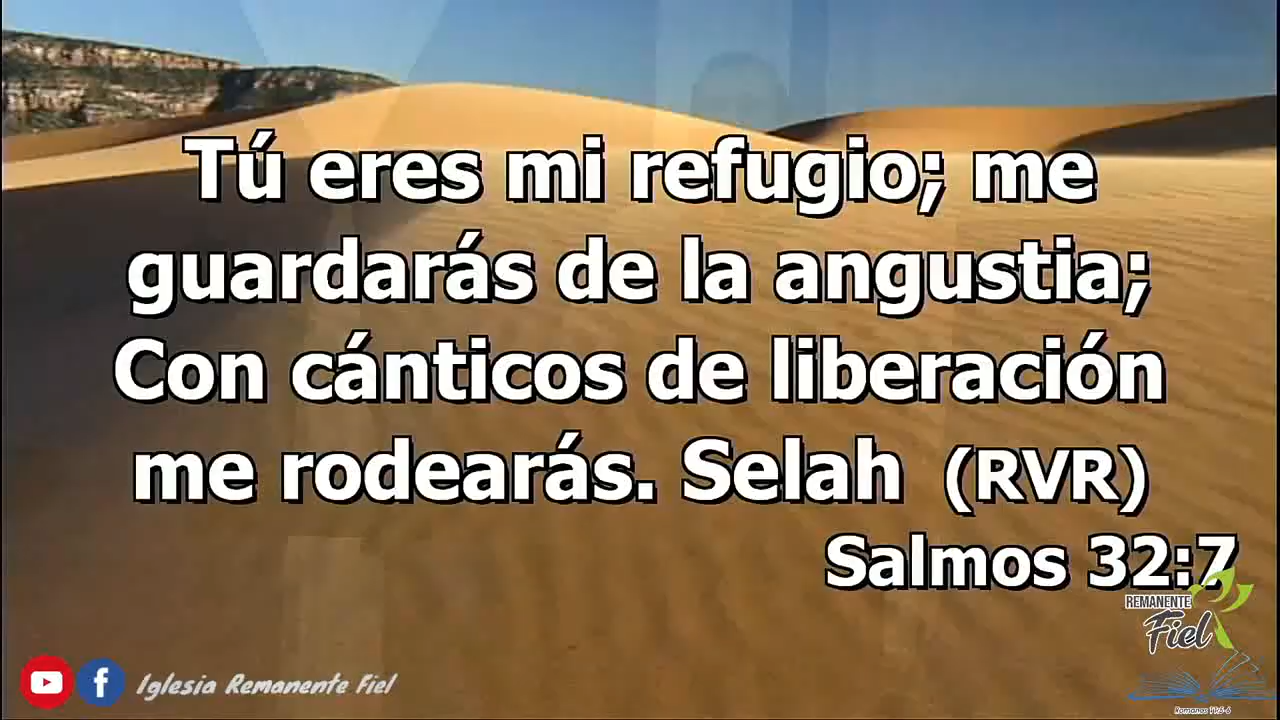 Tú eres mi refugio; me
guardarás de la angustia;
Con cánticos de liberación
me rodearás. Selah (RVR)
Salmos 32:7
REMANENTE
Fiel
Iglesia Remanente Fiel